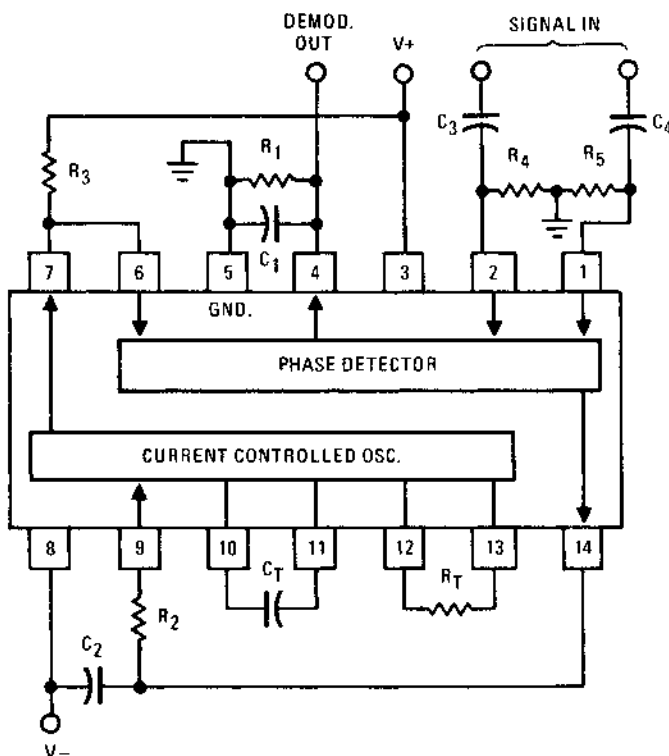 DEMOD.
OUT
V+
SIGNAL IN
C3
C4
R3
R1
R4
R5
C1
7
6
5
4
3
2
1
GND.
PHASE DETECTOR
CURRENT CONTROLLED OSC.
8
9
10
11
12
13
14
CT
RT
R2
C2
V–